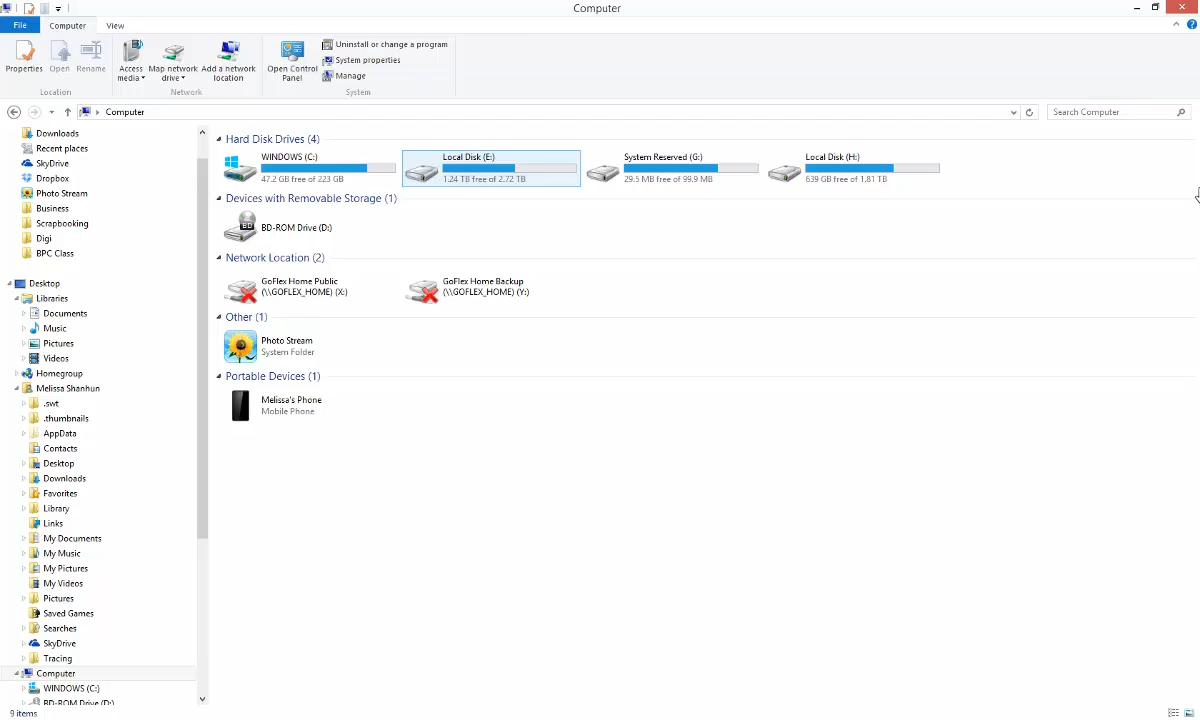 Computer
File
Computer
View
Properties
Open
Rename
Access media
Map network drive
Add a network location
Open Control Panel
Uninstall or change a program
System properties
Manage
Location
Network
System
Computer
Search Computer
Downloads
Recent places
SkyDrive
Dropbox
Photo Stream
Business
Scrapbooking
Digi
BPC Class
Desktop
Libraries
Documents
Music
Pictures
Videos
Homegroup
Melissa Shanhun
.swt
.thumbnails
AppData
Contacts
Desktop
Downloads
Favorites
Library
Links
My Documents
My Music
My Pictures
My Videos
Pictures
Saved Games
Searches
SkyDrive
Tracing
Computer
WINDOWS (C:)
BD-ROM Drive (D:)
Hard Disk Drives (4)
WINDOWS (C:)
47.2 GB free of 223 GB
Local Disk (E:)
1.24 TB free of 2.72 TB
System Reserved (G:)
29.5 MB free of 99.9 MB
Local Disk (H:)
639 GB free of 1.81 TB
Devices with Removable Storage (1)
BD
BD-ROM Drive (D:)
Network Location (2)
GoFlex Home Public
(\\GOFLEX_HOME) (X:)
GoFlex Home Backup
(\\GOFLEX_HOME) (Y:)
Other (1)
Photo Stream
System Folder
Portable Devices (1)
Melissa's Phone
Mobile Phone
9 items